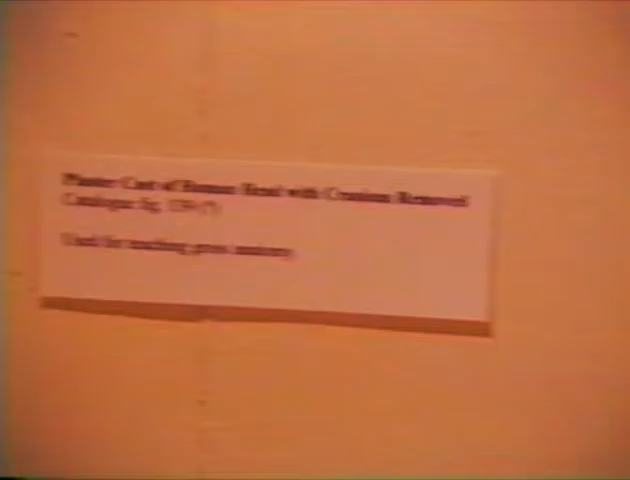 Plaster Cast of Human Head with Cranium Removed
Catalogue fig.
Used for teaching gross anatomy